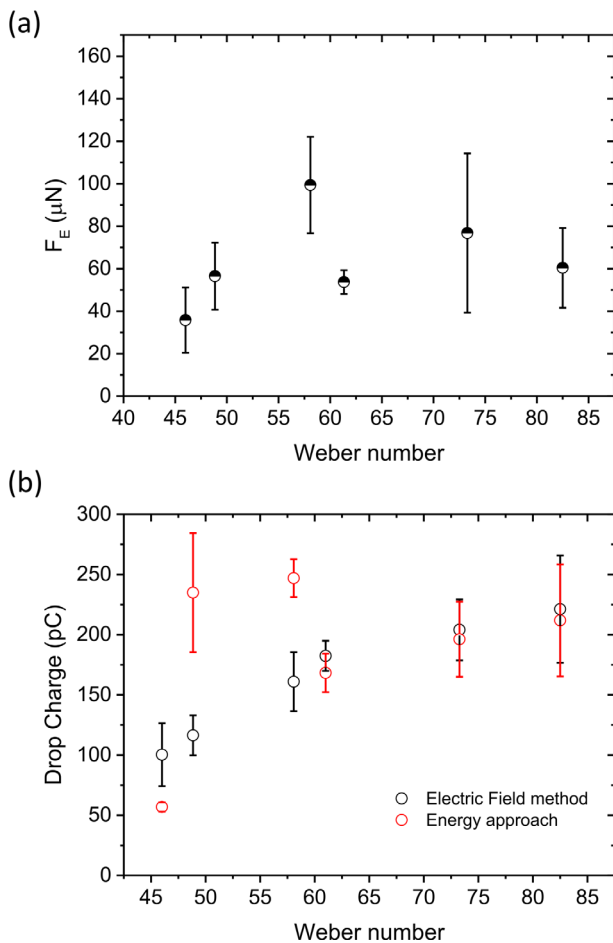 (a)
160
140
120
100
80
60
40
20
0
F_E (μN)
40 45 50 55 60 65 70 75 80 85
Weber number
(b)
300
250
200
150
100
50
0
Drop Charge (pC)
Electric Field method
Energy approach
45 50 55 60 65 70 75 80 85
Weber number